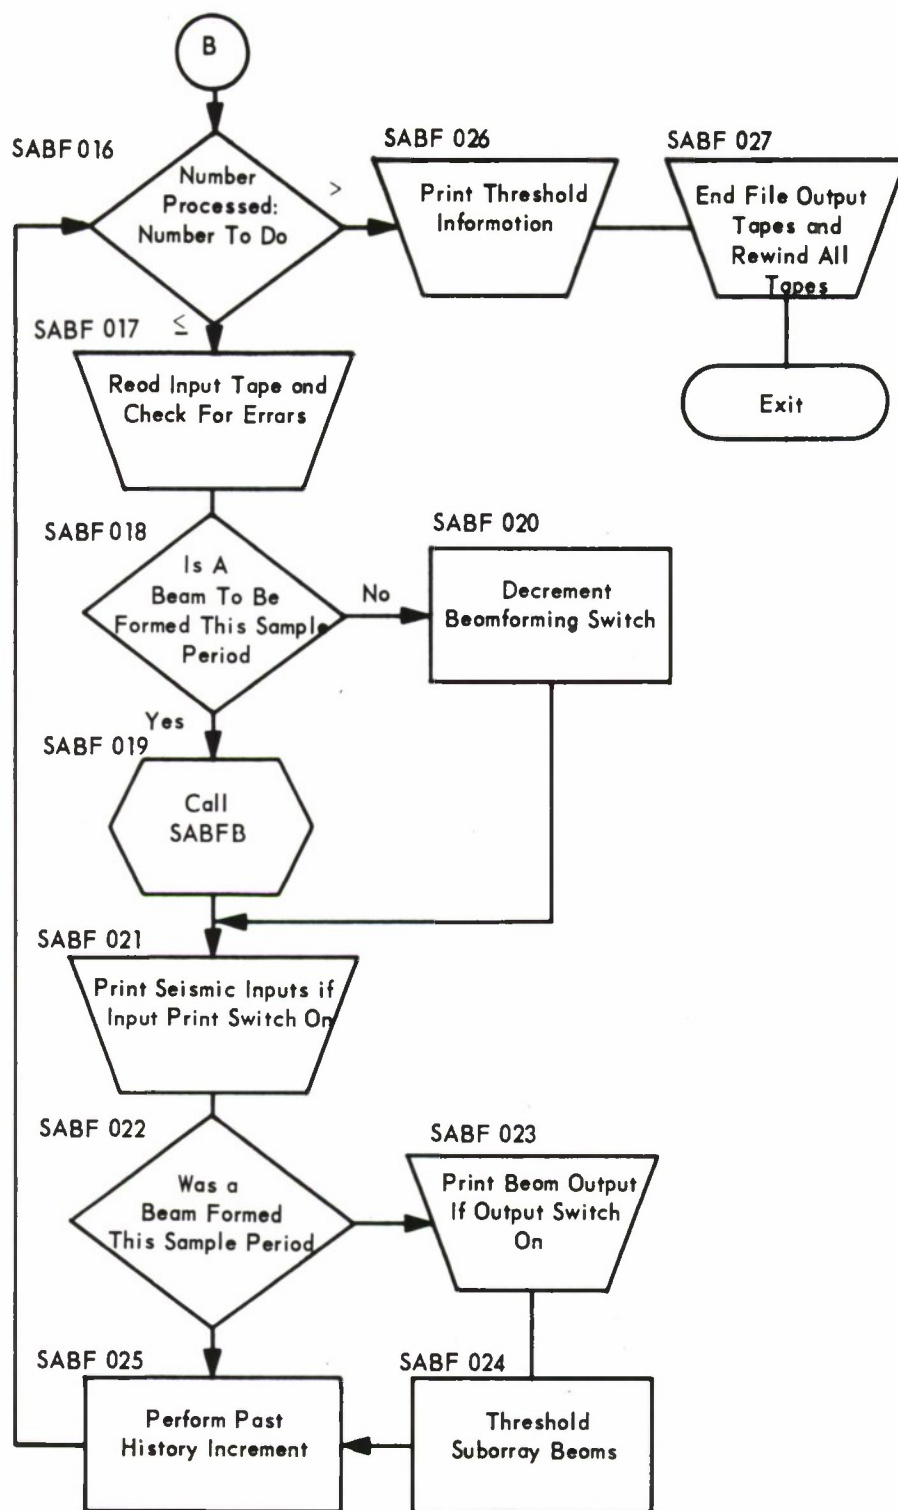 B
SABF 016
Number
Processed:
Number To Do
>
≤
SABF 026
Print Threshold
Information
SABF 027
End File Output
Tapes and
Rewind All
Tapes
Exit
SABF 017
Reod Input Tape and
Check For Errars
SABF 018
Is A
Beam To Be
Formed This Sample
Period
No
Yes
SABF 020
Decrement
Beomforming Switch
SABF 019
Call
SABFB
SABF 021
Print Seismic Inputs if
Input Print Switch On
SABF 022
Was a
Beam Formed
This Sample Period
SABF 023
Print Beom Output
If Output Switch
On
SABF 025
Perform Past
History Increment
SABF 024
Threshold
Suborray Beoms